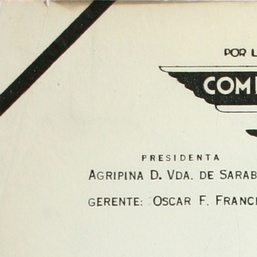 POR L
COM
PRESIDENTA
AGRIPINA D. VDA. DE SARAB
GERENTE: OSCAR F. FRANC